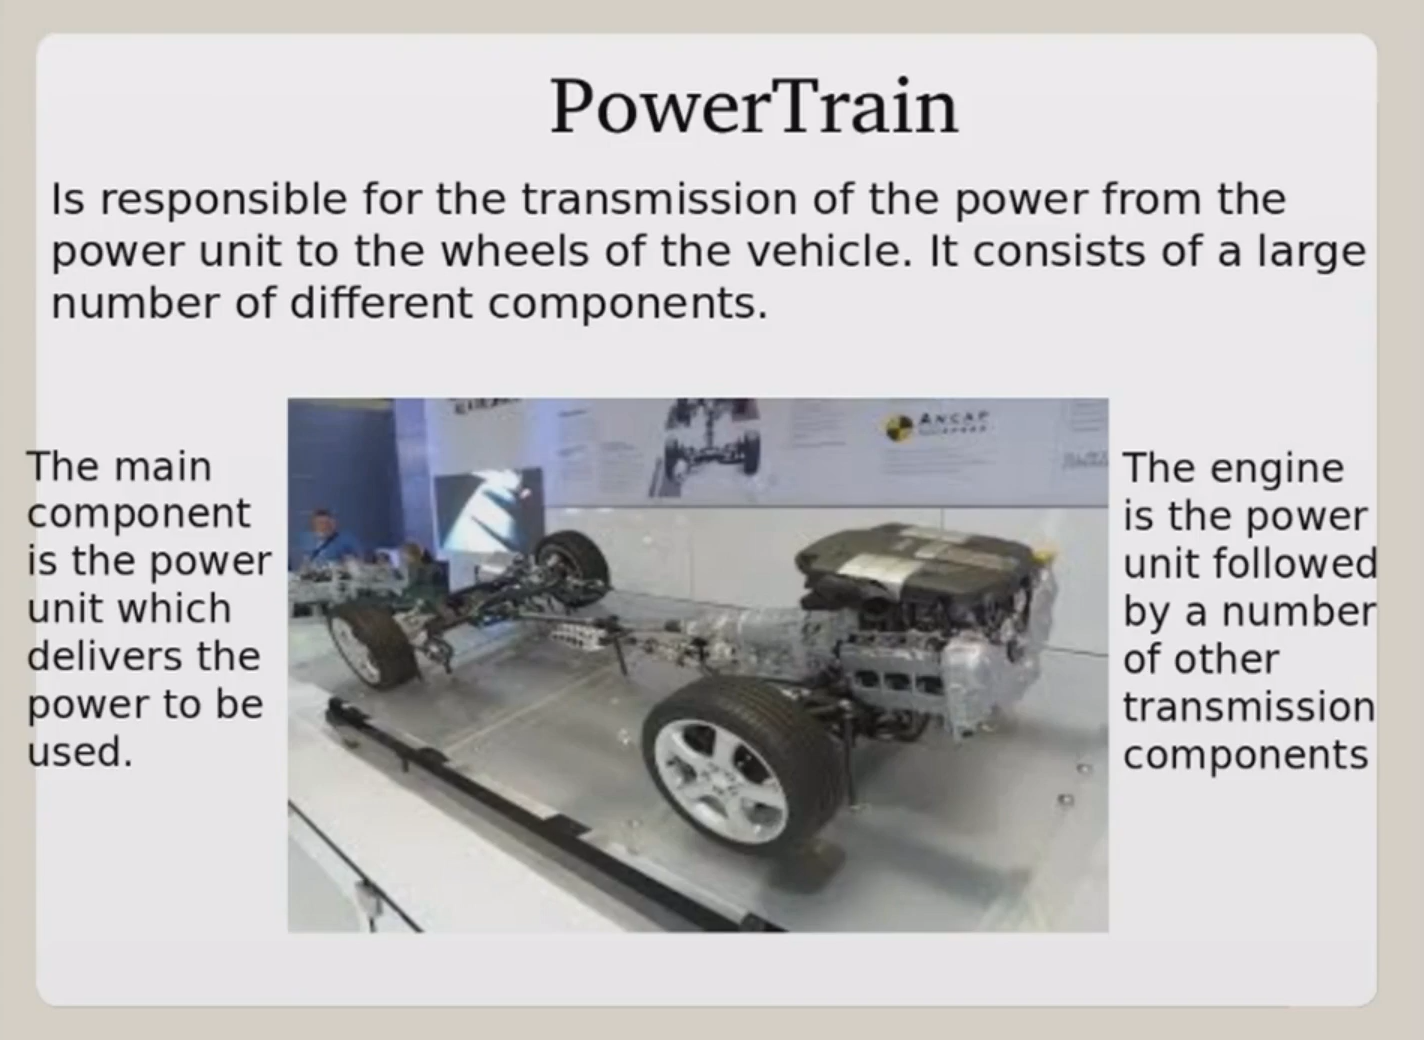 PowerTrain
Is responsible for the transmission of the power from the
power unit to the wheels of the vehicle. It consists of a large
number of different components.
The main
component
is the power
unit which
delivers the
power to be
used.
ANCAP
The engine
is the power
unit followed
by a number
of other
transmission
components